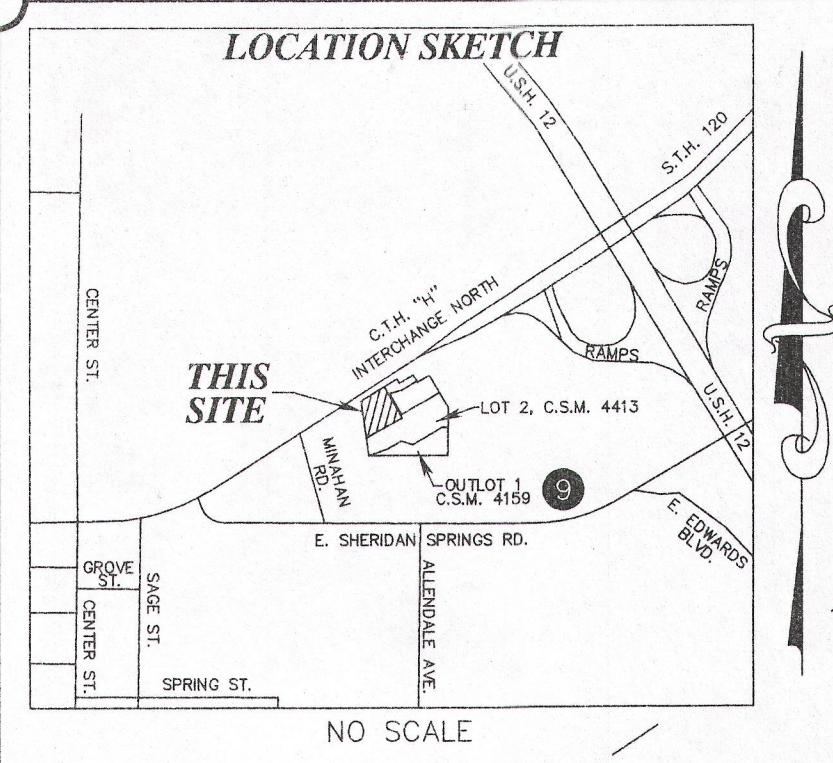 LOCATION SKETCH
U.S.H. 12
S.T.H. 120
CENTER ST.
C.T.H. "H"
INTERCHANGE NORTH
RAMPS
RAMPS
THIS
SITE
LOT 2, C.S.M. 4413
U.S.H. 12
MINAHAN
RD.
OUTLOT 1
C.S.M. 4159
9
E. EDWARDS
BLVD.
E. SHERIDAN SPRINGS RD.
GROVE
ST.
SAGE ST.
CENTER ST.
ALLENDALE AVE.
SPRING ST.
NO SCALE